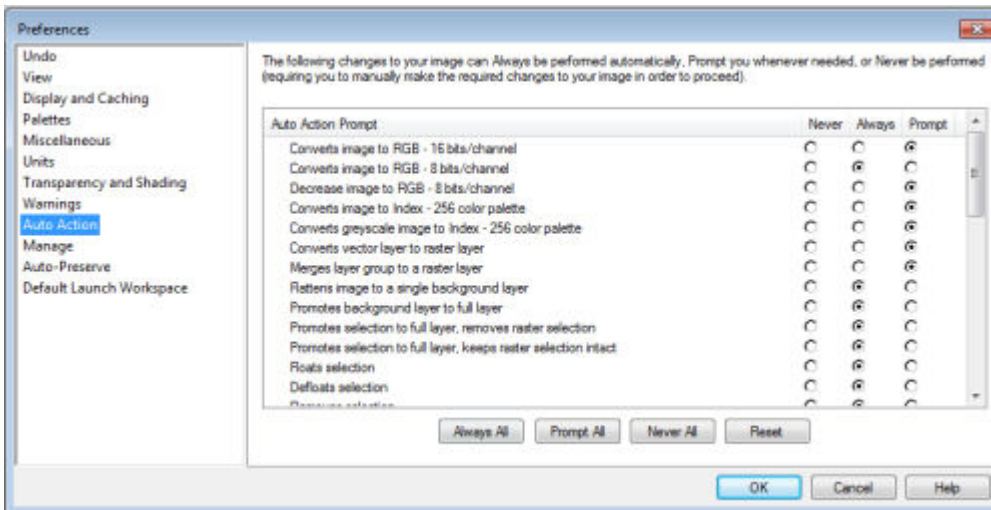 Preferences
Undo
View
Display and Caching
Palettes
Miscellaneous
Units
Transparency and Shading
Warnings
Auto Action
Manage
Auto-Preserve
Default Launch Workspace
The following changes to your image can Always be performed automatically, Prompt you whenever needed, or Never be performed
(requiring you to manually make the required changes to your image in order to proceed).
Auto Action Prompt Never Always Prompt
Converts image to RGB - 16 bits/channel
Converts image to RGB - 8 bits/channel
Decrease image to RGB - 8 bits/channel
Converts image to Index - 256 color palette
Converts greyscale image to Index - 256 color palette
Converts vector layer to raster layer
Merges layer group to a raster layer
Flattens image to a single background layer
Promotes background layer to full layer
Promotes selection to full layer, removes raster selection
Promotes selection to full layer, keeps raster selection intact
Floats selection
Defloats selection
Always All Prompt All Never All Reset
OK Cancel Help